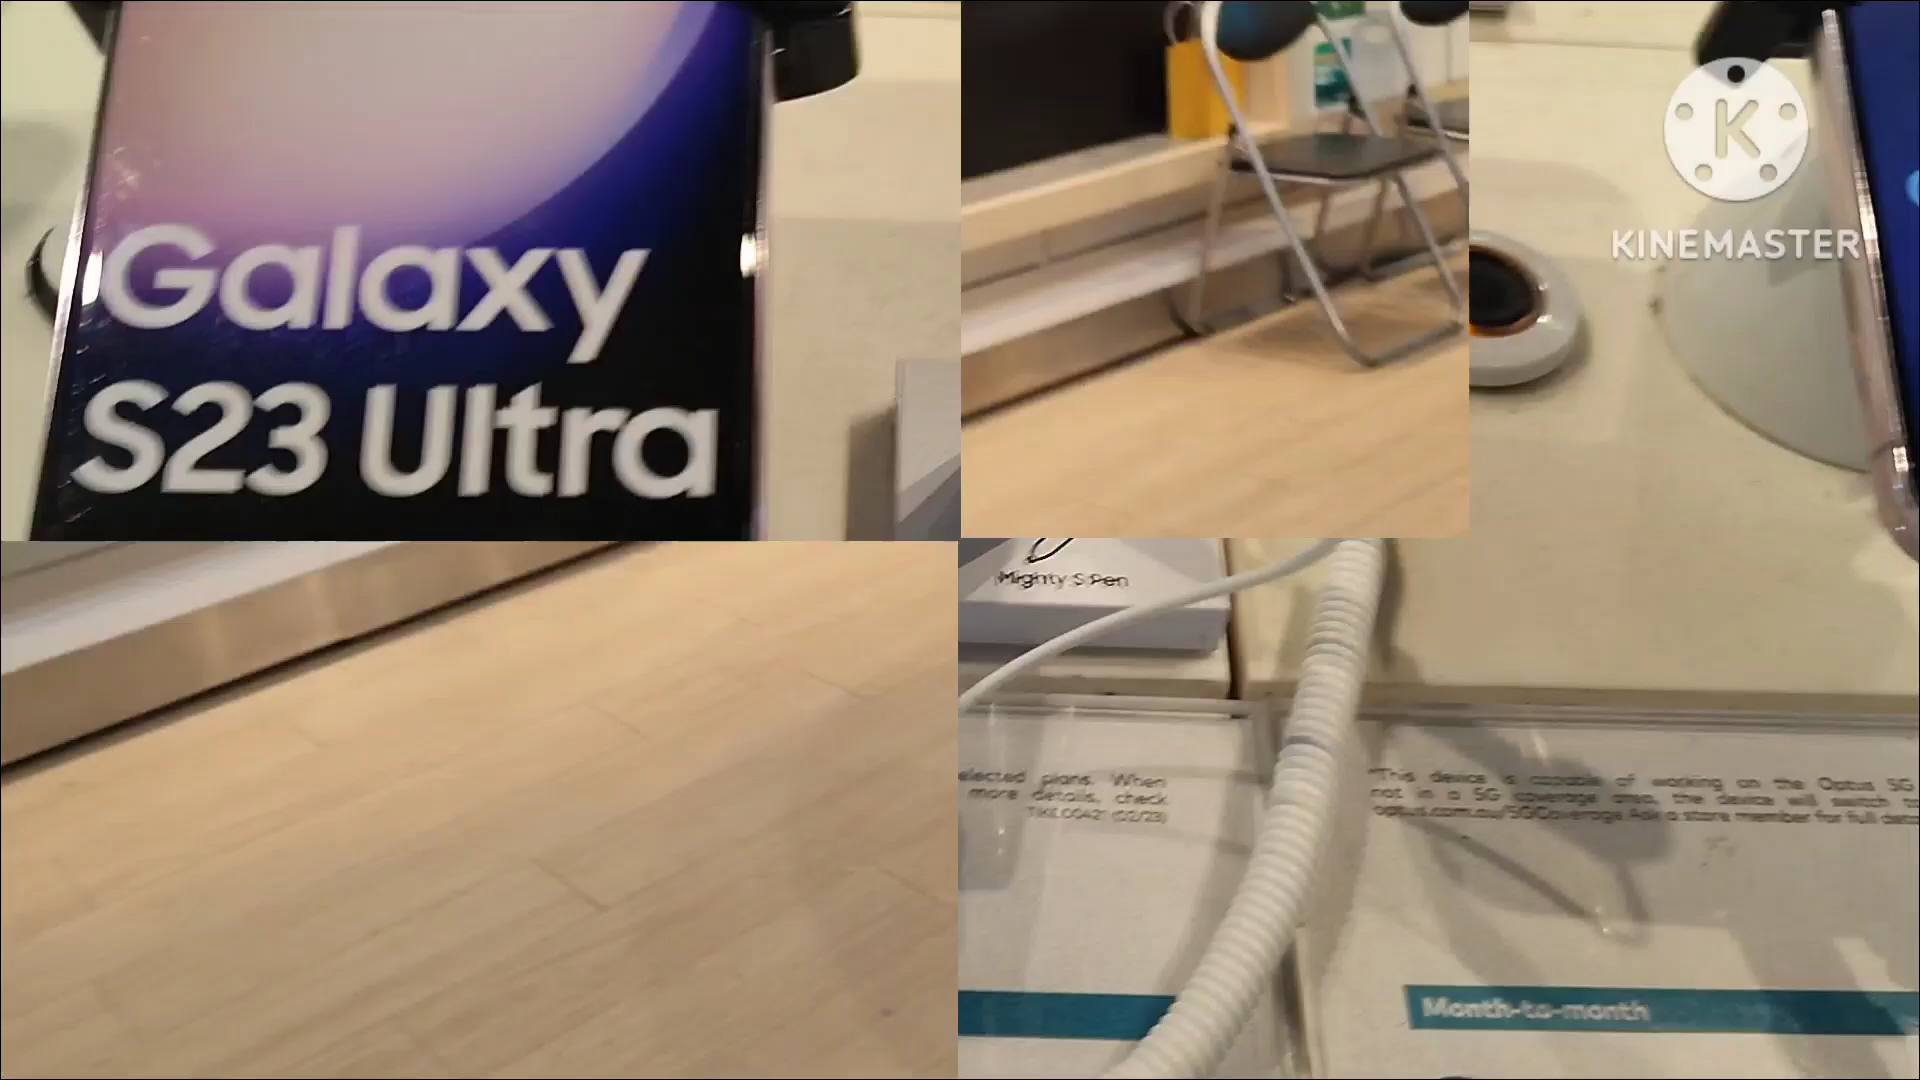 Galaxy
S23 Ultra
K
KINEMASTER
Mighty S Pen
elected plans. When
more details, check
(02/23)
*This device is capable of working on the Optus 5G
not in a 5G coverage area, the device will switch to
optus.com.au/5GCoverage Ask a store member for full
Month-to-month